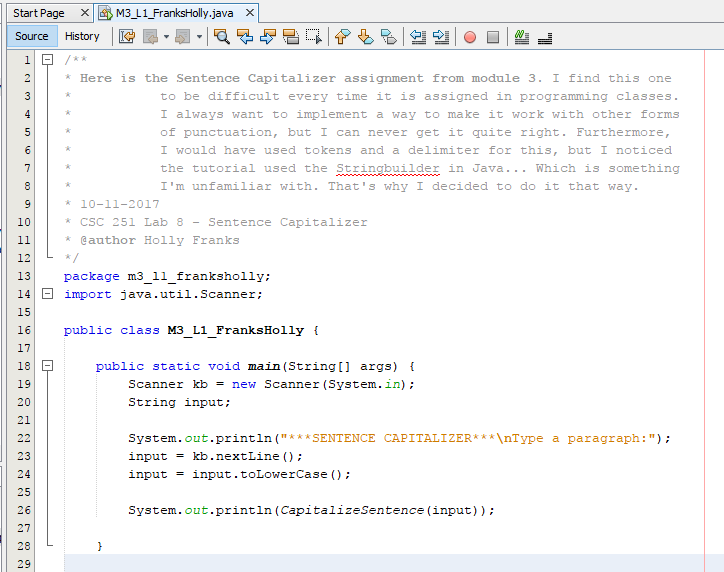 Start Page M3_L1_FranksHolly.java
Source History
1 /**
2 * Here is the Sentence Capitalizer assignment from module 3. I find this one
3 * to be difficult every time it is assigned in programming classes.
4 * I always want to implement a way to make it work with other forms
5 * of punctuation, but I can never get it quite right. Furthermore,
6 * I would have used tokens and a delimiter for this, but I noticed
7 * the tutorial used the Stringbuilder in Java... Which is something
8 * I'm unfamiliar with. That's why I decided to do it that way.
9 * 10-11-2017
10 * CSC 251 Lab 8 - Sentence Capitalizer
11 * @author Holly Franks
12 */
13 package m3_l1_franksholly;
14 import java.util.Scanner;
15
16 public class M3_L1_FranksHolly {
17
18 public static void main(String[] args) {
19 Scanner kb = new Scanner(System.in);
20 String input;
21
22 System.out.println("***SENTENCE CAPITALIZER***\nType a paragraph:");
23 input = kb.nextLine();
24 input = input.toLowerCase();
25
26 System.out.println(CapitalizeSentence(input));
27
28 }
29